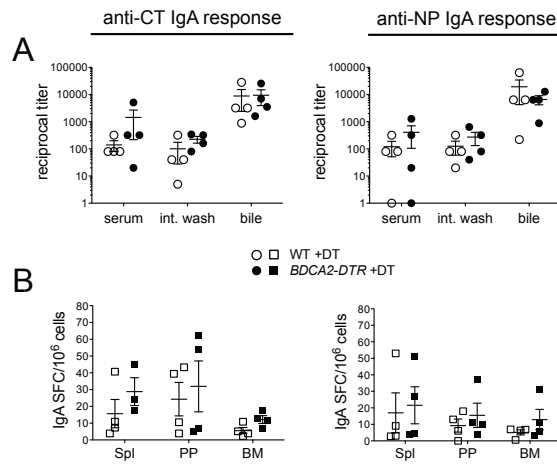 anti-CT IgA response
anti-NP IgA response
A
reciprocal titer
100000
10000
1000
100
10
1
serum
int. wash
bile
reciprocal titer
100000
10000
1000
100
10
1
serum
int. wash
bile
WT +DT
BDCA2-DTR +DT
B
IgA SFC/10⁶ cells
80
70
60
50
40
30
20
10
0
Spl
PP
BM
IgA SFC/10⁶ cells
80
70
60
50
40
30
20
10
0
Spl
PP
BM